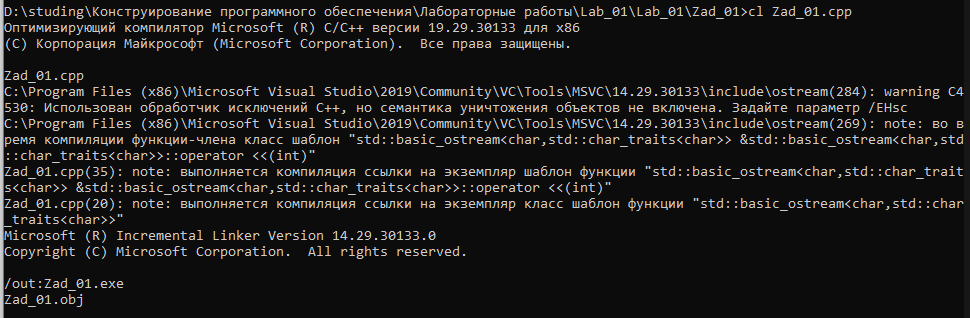 D:\studing\Конструирование программного обеспечения\Лабораторные работы\Lab_01\Lab_01\Zad_01>cl Zad_01.cpp
Оптимизирующий компилятор Microsoft (R) C/C++ версии 19.29.30133 для x86
(C) Корпорация Майкрософт (Microsoft Corporation).  Все права защищены.

Zad_01.cpp
C:\Program Files (x86)\Microsoft Visual Studio\2019\Community\VC\Tools\MSVC\14.29.30133\include\ostream(284): warning C4
530: Использован обработчик исключений C++, но семантика уничтожения объектов не включена. Задайте параметр /EHsc
C:\Program Files (x86)\Microsoft Visual Studio\2019\Community\VC\Tools\MSVC\14.29.30133\include\ostream(269): note: во в
ремя компиляции функции-члена класс шаблон "std::basic_ostream<char,std::char_traits<char>> &std::basic_ostream<char,std
::char_traits<char>>::operator <<(int)"
Zad_01.cpp(35): note: выполняется компиляция ссылки на экземпляр шаблон функции "std::basic_ostream<char,std::char_trait
s<char>> &std::basic_ostream<char,std::char_traits<char>>::operator <<(int)"
Zad_01.cpp(20): note: выполняется компиляция ссылки на экземпляр класс шаблон функции "std::basic_ostream<char,std::char
_traits<char>>"
Microsoft (R) Incremental Linker Version 14.29.30133.0
Copyright (C) Microsoft Corporation.  All rights reserved.

/out:Zad_01.exe
Zad_01.obj